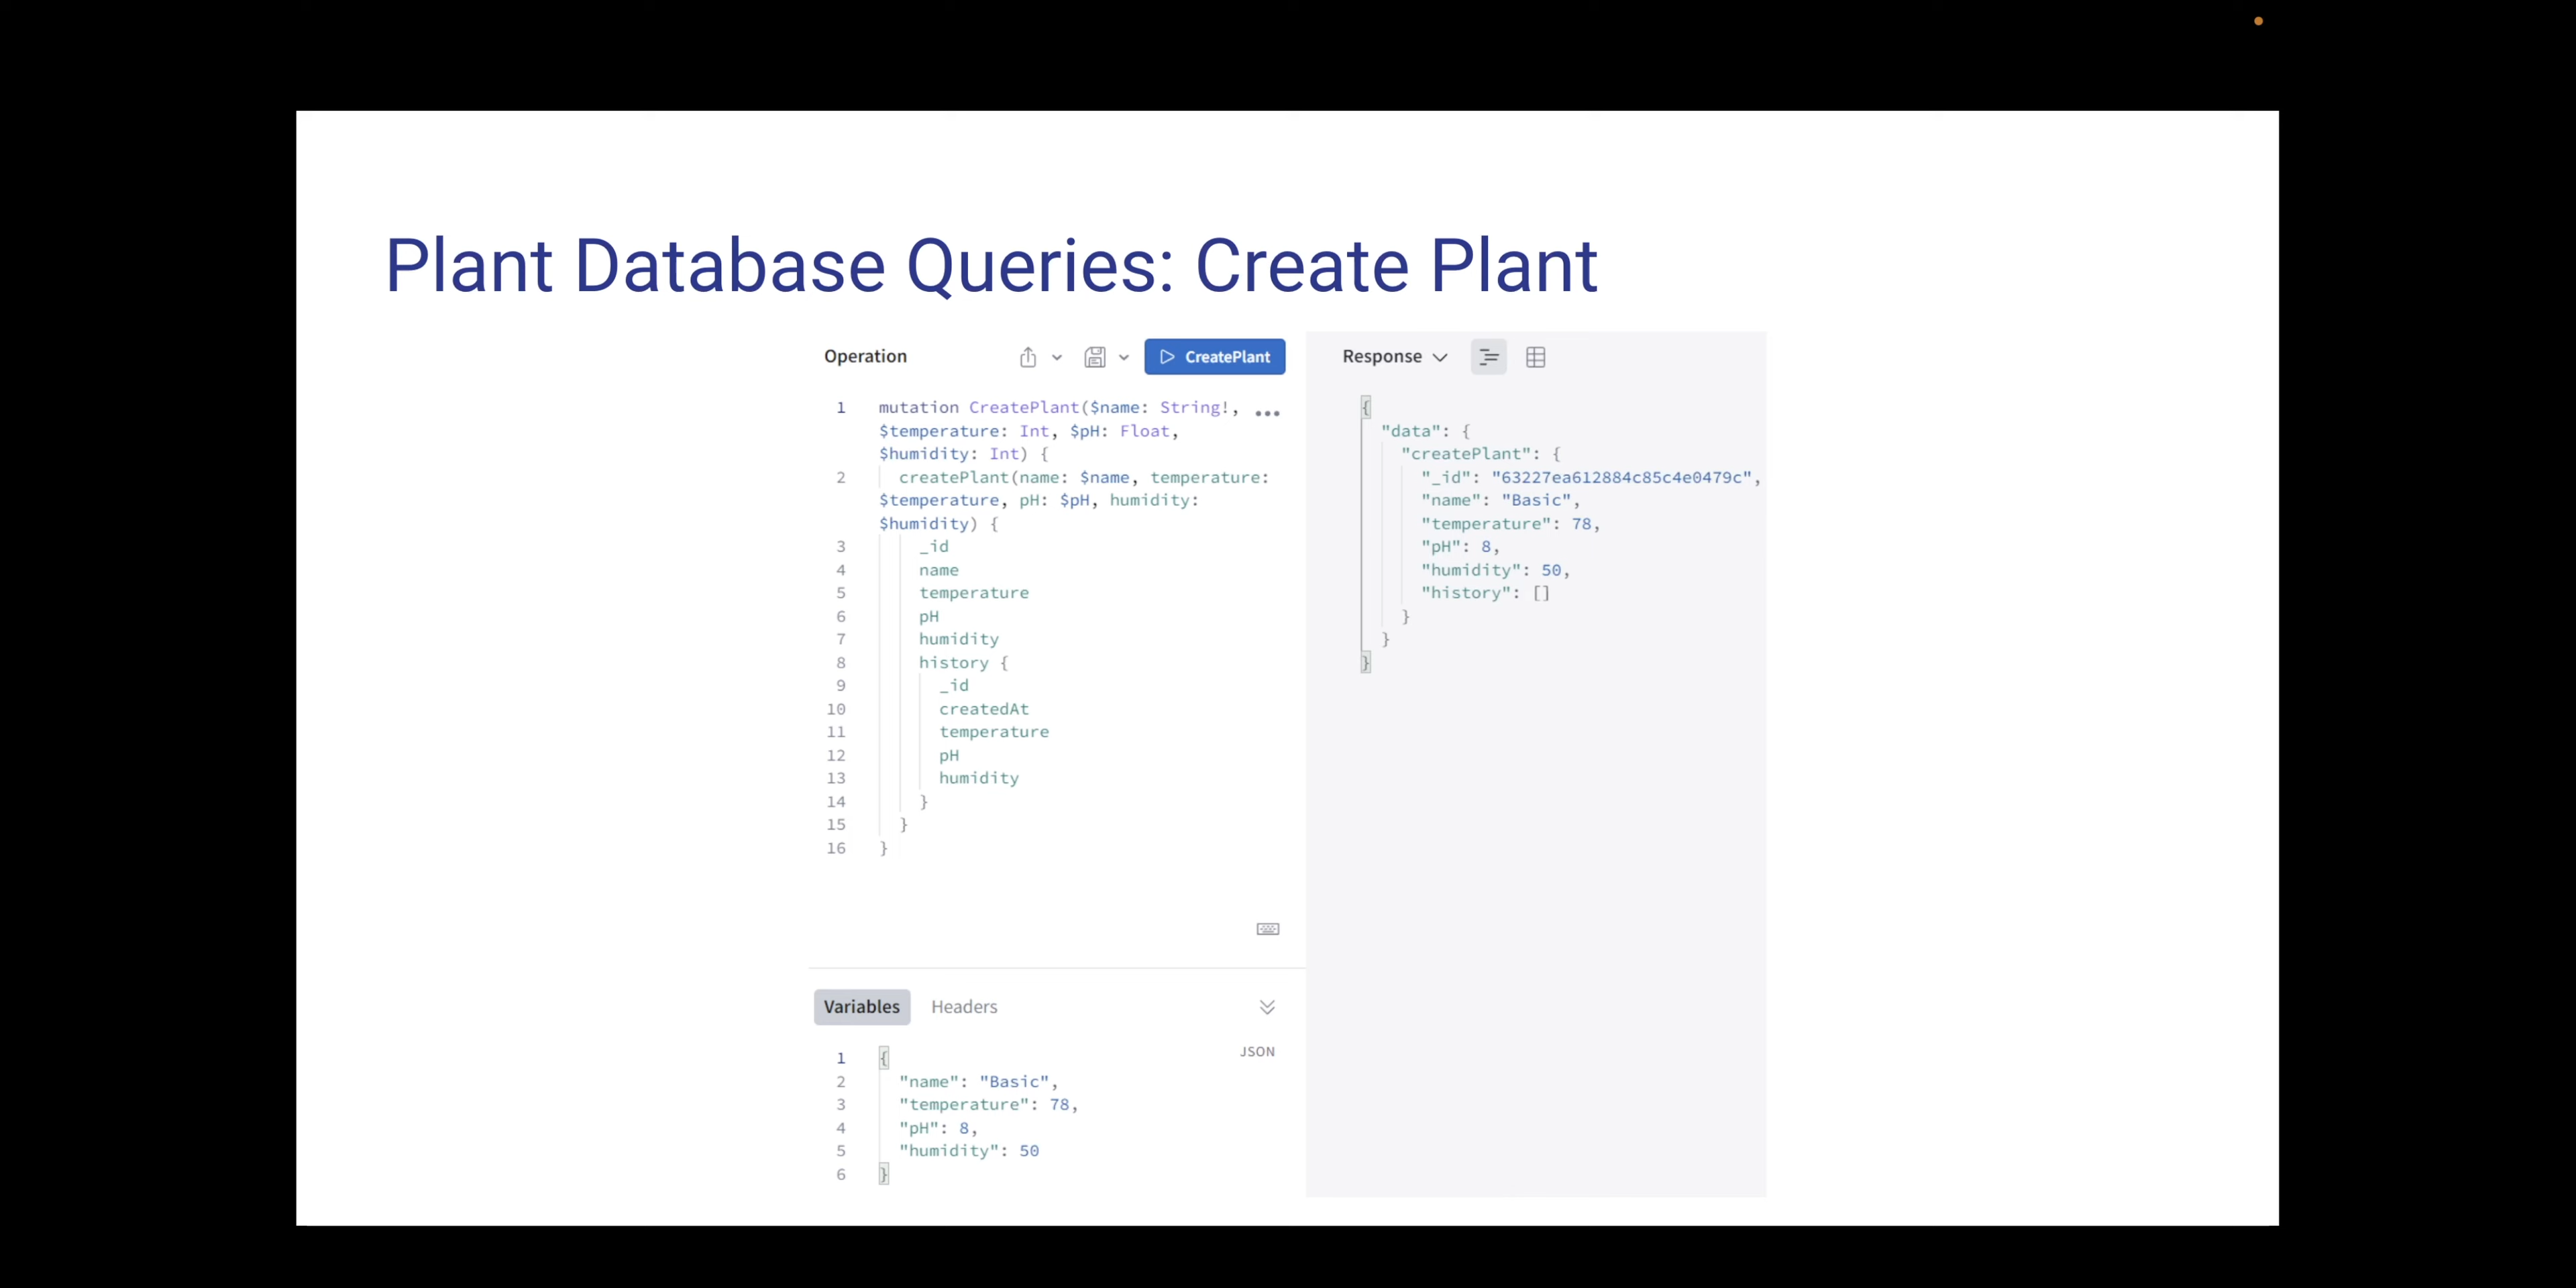 Plant Database Queries: Create Plant
Operation
CreatePlant
1 mutation CreatePlant($name: String!,
$temperature: Int, $pH: Float,
$humidity: Int) {
2 createPlant(name: $name, temperature:
$temperature, pH: $pH, humidity:
$humidity) {
3 _id
4 name
5 temperature
6 pH
7 humidity
8 history {
9 _id
10 createdAt
11 temperature
12 pH
13 humidity
14 }
15 }
16 }
Variables Headers
JSON
1 {
2 "name": "Basic",
3 "temperature": 78,
4 "pH": 8,
5 "humidity": 50
6 }
Response
{
"data": {
"createPlant": {
"_id": "63227ea612884c85c4e0479c",
"name": "Basic",
"temperature": 78,
"pH": 8,
"humidity": 50,
"history": []
}
}
}